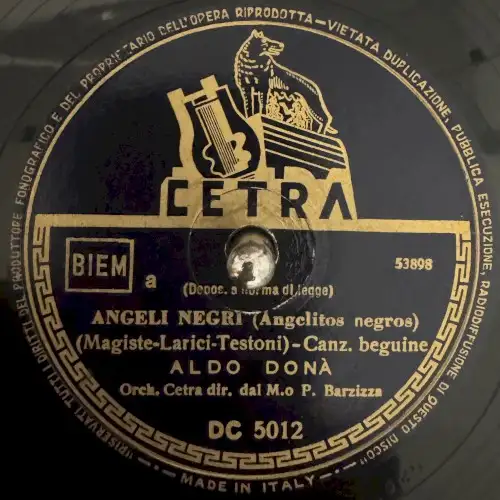 "RISERVATI TUTTI I DIRITTI DEL PRODUTTORE FONOGRAFICO E DEL PROPRIETARIO DELL'OPERA RIPRODOTTA - VIETATA DUPLICAZIONE, PUBBLICA ESECUZIONE, RADIODIFFUSIONE DI QUESTO DISCO"
CETRA
BIEM
a
53898
(Depos. a norma di legge)
ANGELI NEGRI (Angelitos negros)
(Magiste-Larici-Testoni) - Canz. beguine
ALDO DONÀ
Orch. Cetra dir. dal M.o P. Barzizza
DC 5012
MADE IN ITALY